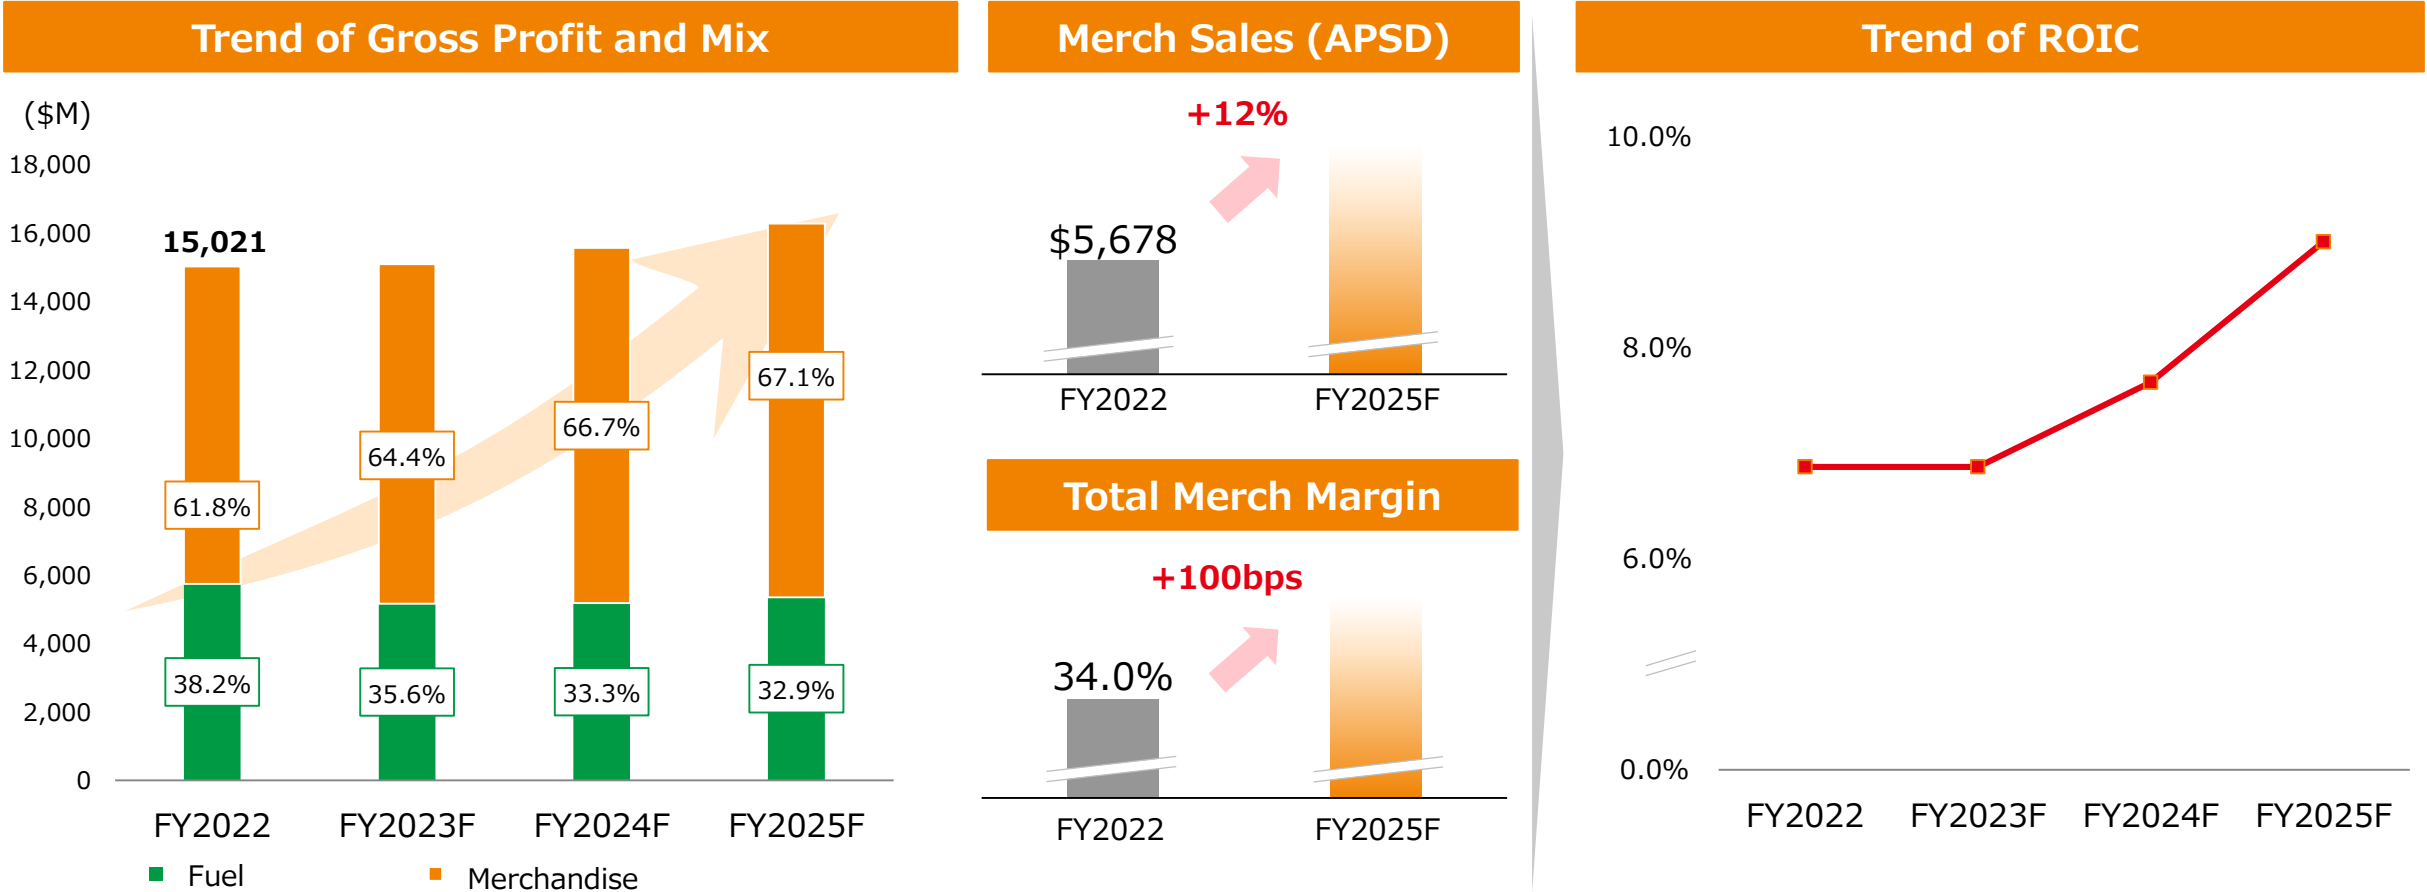 Trend of Gross Profit and Mix
($M)
18,000
16,000
14,000
12,000
10,000
8,000
6,000
4,000
2,000
0
15,021
61.8%
64.4%
66.7%
67.1%
38.2%
35.6%
33.3%
32.9%
FY2022
FY2023F
FY2024F
FY2025F
Fuel
Merchandise
Merch Sales (APSD)
+12%
$5,678
FY2022
FY2025F
Total Merch Margin
+100bps
34.0%
FY2022
FY2025F
Trend of ROIC
10.0%
8.0%
6.0%
0.0%
FY2022
FY2023F
FY2024F
FY2025F